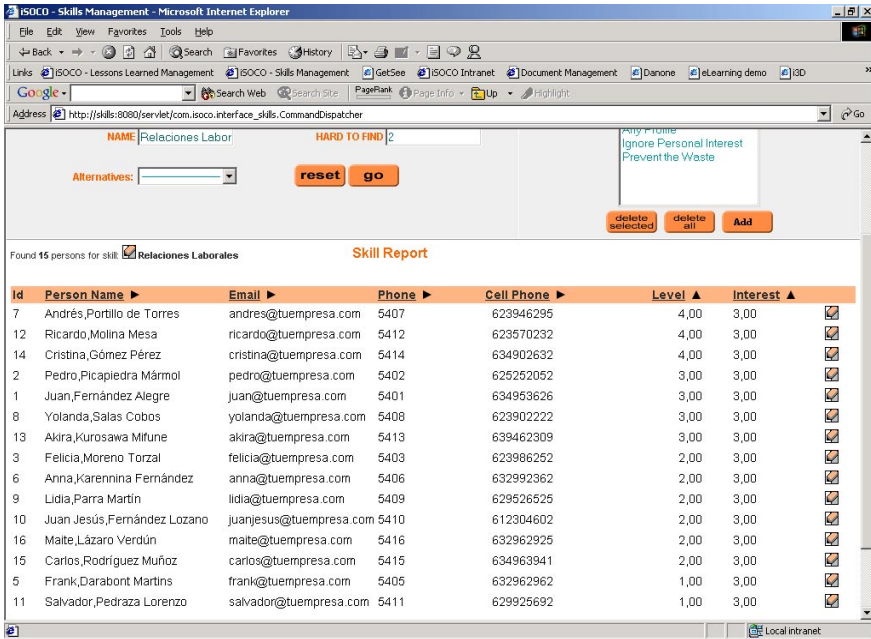 iSOCO - Skills Management - Microsoft Internet Explorer
File Edit View Favorites Tools Help
Back Search Favorites History
Links iSOCO - Lessons Learned Management iSOCO - Skills Management GetSee iSOCO Intranet Document Management Danone eLearning demo i3D »
Google Search Web Search Site PageRank Page Info Up Highlight
Address http://skills:8080/servlet/com.isoco.interface_skills.CommandDispatcher Go
NAME Relaciones Labor HARD TO FIND 2 Any Profile
Ignore Personal Interest
Prevent the Waste
Alternatives: reset go
delete selected delete all Add
Found 15 persons for skill: Relaciones Laborales Skill Report
Id Person Name Email Phone Cell Phone Level Interest
7 Andrés,Portillo de Torres andres@tuempresa.com 5407 623946295 4,00 3,00
12 Ricardo,Molina Mesa ricardo@tuempresa.com 5412 623570232 4,00 3,00
14 Cristina,Gómez Pérez cristina@tuempresa.com 5414 634902632 4,00 3,00
2 Pedro,Picapiedra Mármol pedro@tuempresa.com 5402 625252052 3,00 3,00
1 Juan,Fernández Alegre juan@tuempresa.com 5401 634953626 3,00 3,00
8 Yolanda,Salas Cobos yolanda@tuempresa.com 5408 623902222 3,00 3,00
13 Akira,Kurosawa Mifune akira@tuempresa.com 5413 639462309 3,00 3,00
3 Felicia,Moreno Torzal felicia@tuempresa.com 5403 623986252 2,00 3,00
6 Anna,Karennina Fernández anna@tuempresa.com 5406 632992362 2,00 3,00
9 Lidia,Parra Martín lidia@tuempresa.com 5409 629526525 2,00 3,00
10 Juan Jesús,Fernández Lozano juanjesus@tuempresa.com 5410 612304602 2,00 3,00
16 Maite,Lázaro Verdún maite@tuempresa.com 5416 632962925 2,00 3,00
15 Carlos,Rodríguez Muñoz carlos@tuempresa.com 5415 634963941 2,00 3,00
5 Frank,Darabont Martins frank@tuempresa.com 5405 632962962 1,00 3,00
11 Salvador,Pedraza Lorenzo salvador@tuempresa.com 5411 629925692 1,00 3,00
Local intranet